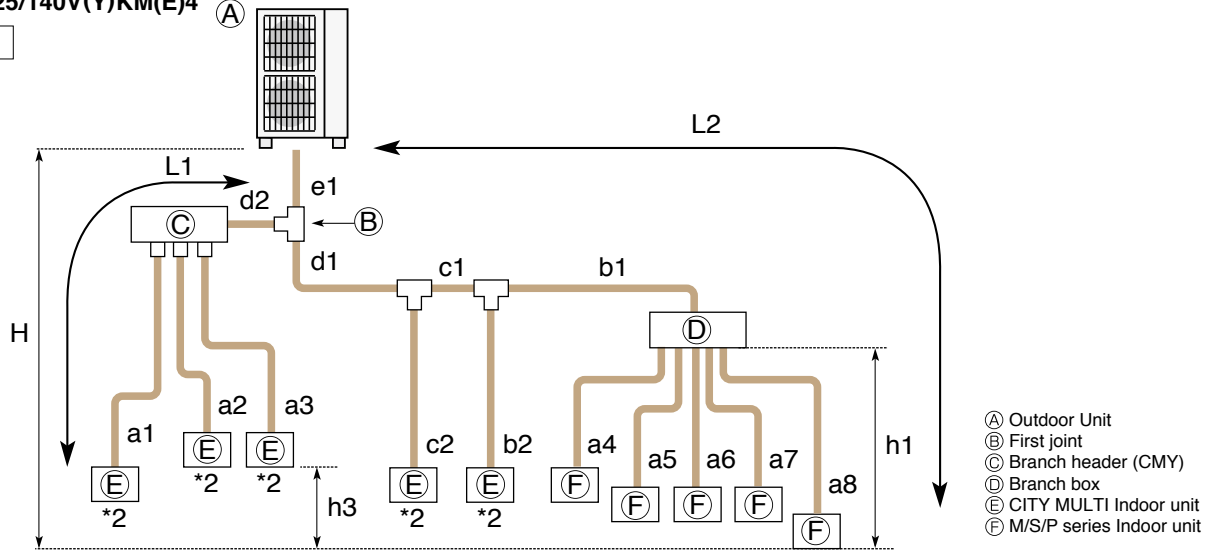 25/140V(Y)KM(E)4
A
L2
L1
e1
d2
B
C
d1
c1
b1
D
H
a1
a2
a3
c2
b2
a4
a5
a6
a7
a8
h1
h3
E
*2
E
*2
E
*2
E
*2
E
*2
F
F
F
F
F
Ⓐ Outdoor Unit
Ⓑ First joint
Ⓒ Branch header (CMY)
Ⓓ Branch box
Ⓔ CITY MULTI Indoor unit
Ⓕ M/S/P series Indoor unit